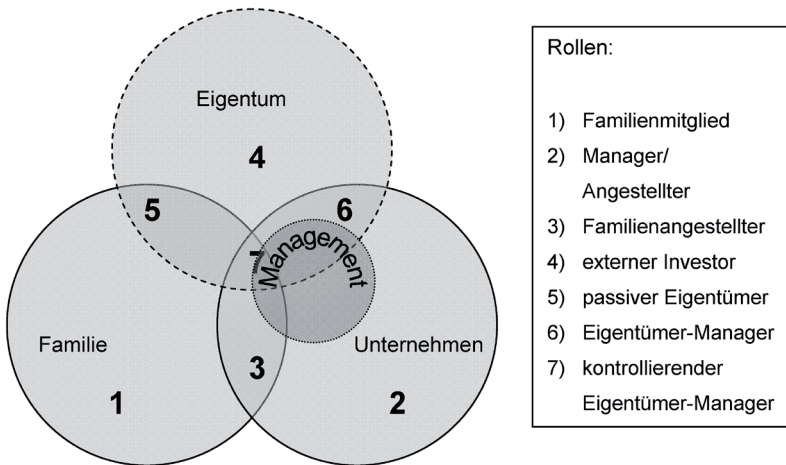 Eigentum
4
5
6
Management
Familie
Unternehmen
3
1
2
Rollen:
1) Familienmitglied
2) Manager/
Angestellter
3) Familienangestellter
4) externer Investor
5) passiver Eigentümer
6) Eigentümer-Manager
7) kontrollierender
Eigentümer-Manager